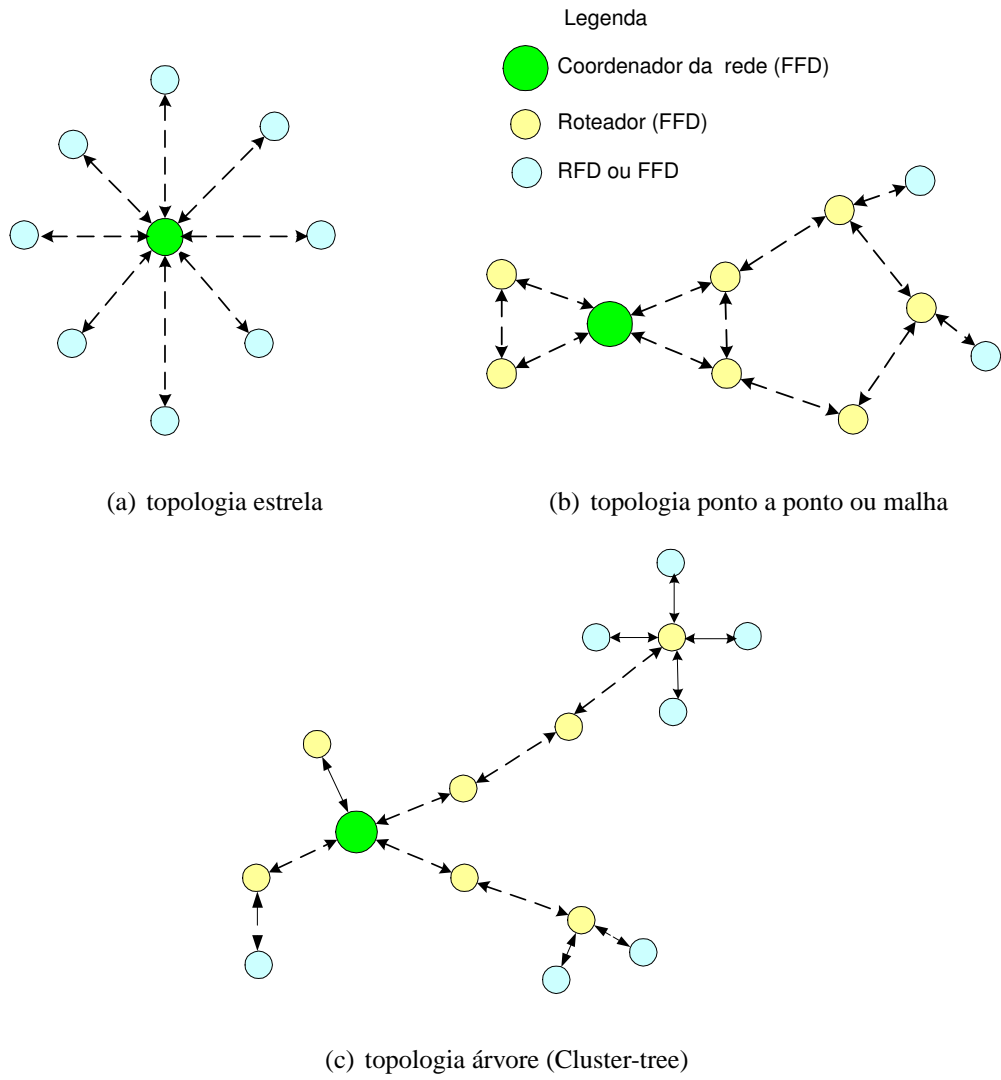 Legenda
Coordenador da rede (FFD)
Roteador (FFD)
RFD ou FFD
(a) topologia estrela
(b) topologia ponto a ponto ou malha
(c) topologia árvore (Cluster-tree)